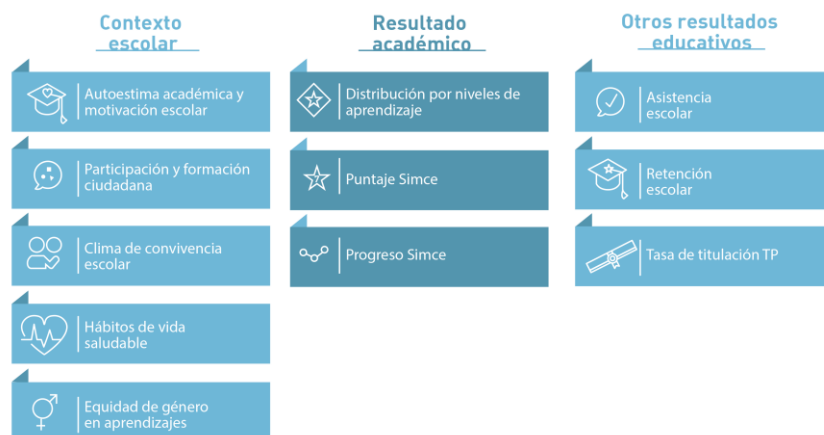 Contexto
escolar
Autoestima académica y
motivación escolar
Participación y formación
ciudadana
Clima de convivencia
escolar
Hábitos de vida
saludable
Equidad de género
en aprendizajes
Resultado
académico
Distribución por niveles de
aprendizaje
Puntaje Simce
Progreso Simce
Otros resultados
educativos
Asistencia
escolar
Retención
escolar
Tasa de titulación TP